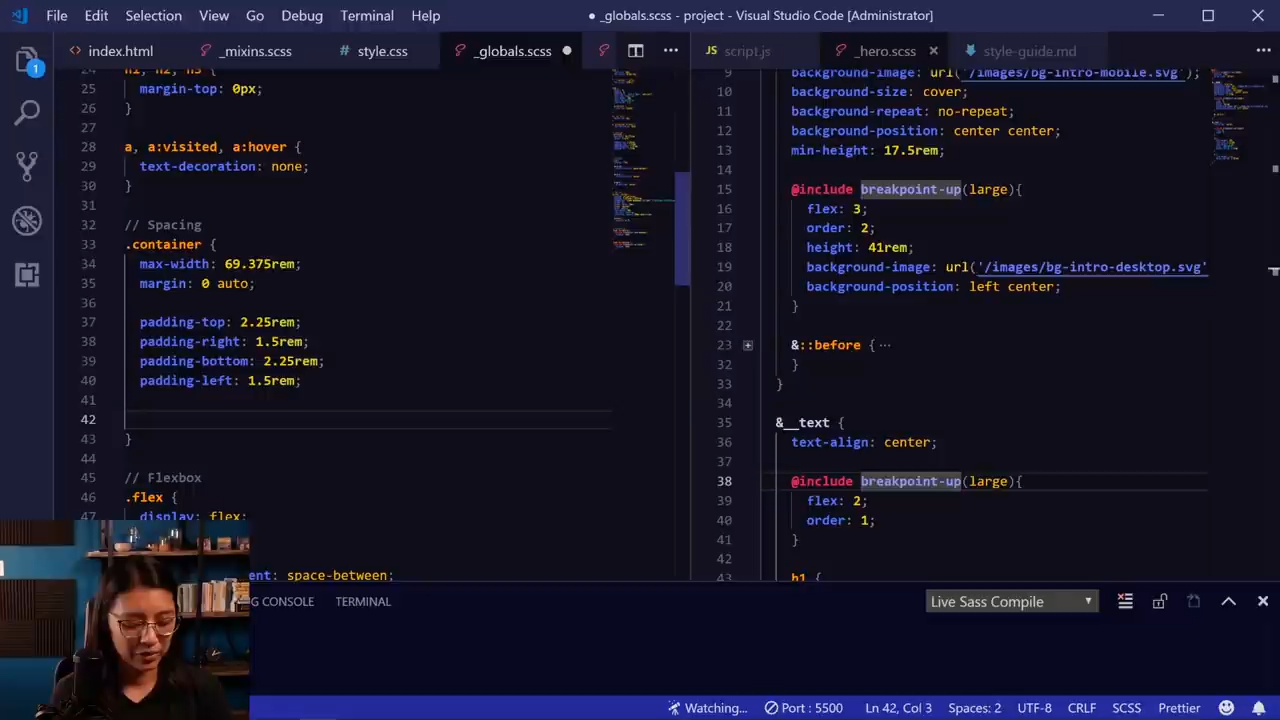 File Edit Selection View Go Debug Terminal Help
● _globals.scss - project - Visual Studio Code [Administrator]
index.html _mixins.scss style.css _globals.scss
script.js _hero.scss style-guide.md
1
24 h1, h2, h3 {
25 margin-top: 0px;
26 }
27
28 a, a:visited, a:hover {
29 text-decoration: none;
30 }
31
32 // Spacing
33 .container {
34 max-width: 69.375rem;
35 margin: 0 auto;
36
37 padding-top: 2.25rem;
38 padding-right: 1.5rem;
39 padding-bottom: 2.25rem;
40 padding-left: 1.5rem;
41
42
43 }
44
45 // Flexbox
46 .flex {
47 display: flex;
ent: space-between;
9 background-image: url('/images/bg-intro-mobile.svg');
10 background-size: cover;
11 background-repeat: no-repeat;
12 background-position: center center;
13 min-height: 17.5rem;
14
15 @include breakpoint-up(large){
16 flex: 3;
17 order: 2;
18 height: 41rem;
19 background-image: url('/images/bg-intro-desktop.svg'
20 background-position: left center;
21 }
22
23 &::before { ···
32 }
33 }
34
35 &__text {
36 text-align: center;
37
38 @include breakpoint-up(large){
39 flex: 2;
40 order: 1;
41 }
42
43 h1 {
G CONSOLE TERMINAL
Live Sass Compile
Watching... Port : 5500 Ln 42, Col 3 Spaces: 2 UTF-8 CRLF SCSS Prettier